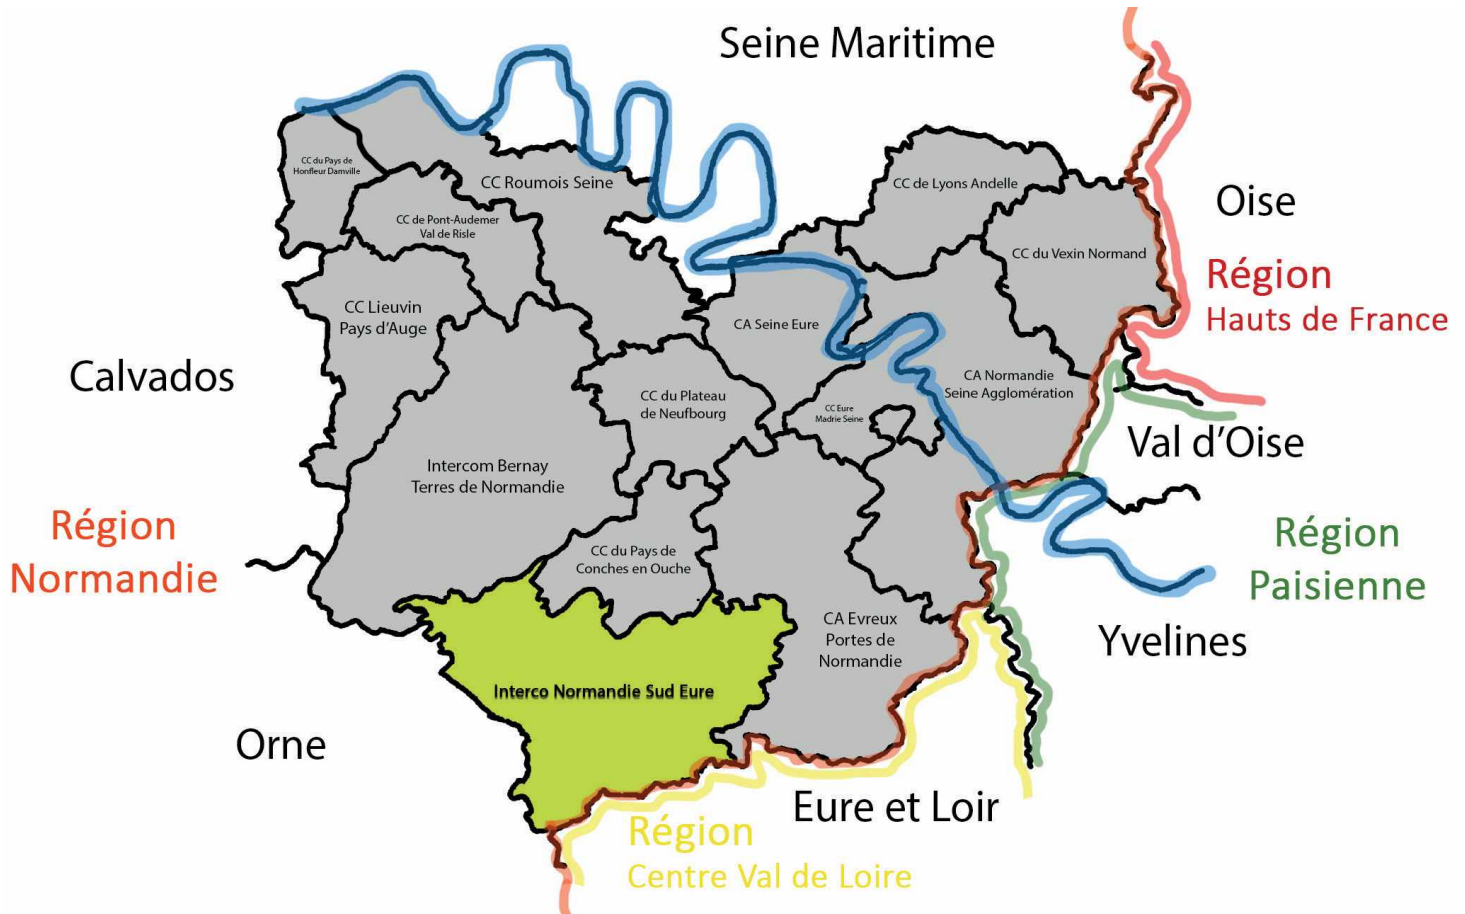 Seine Maritime
CC du Pays de
Honfleur Damville
CC Roumois Seine
CC de Lyons Andelle
Oise
CC de Pont-Audemer
Val de Risle
CC du Vexin Normand
Région
Hauts de France
CC Lieuvin
Pays d'Auge
CA Seine Eure
Calvados
CA Normandie
Seine Agglomération
CC du Plateau
de Neufbourg
CC Eure
Madrie Seine
Val d'Oise
Intercom Bernay
Terres de Normandie
Région
Normandie
Région
Paisienne
CC du Pays de
Conches en Ouche
CA Evreux
Portes de
Normandie
Yvelines
Interco Normandie Sud Eure
Orne
Eure et Loir
Région
Centre Val de Loire